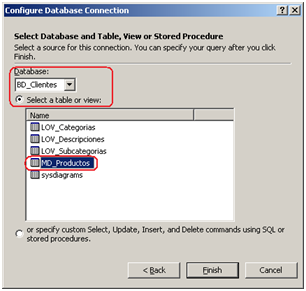 Configure Database Connection
Select Database and Table, View or Stored Procedure
Select a source for this connection. You can specify your query after you click
Finish.
Database:
BD_Clientes
Select a table or view:
Name
LOV_Categorias
LOV_Descripciones
LOV_Subcategorias
MD_Productos
sysdiagrams
or specify custom Select, Update, Insert, and Delete commands using SQL or
stored procedures.
< Back
Finish
Cancel